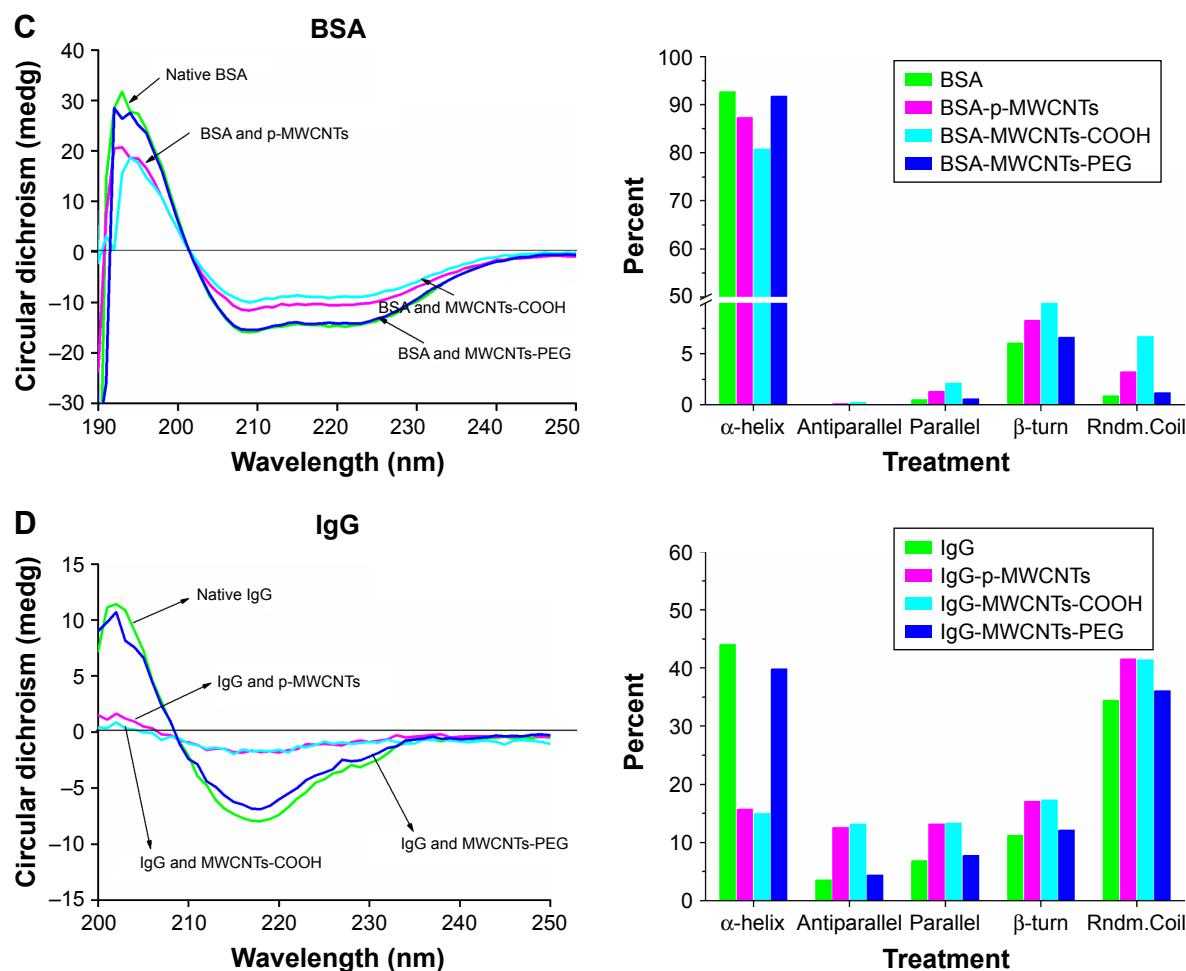 C
BSA
Circular dichroism (medg)
40
30
20
10
0
–10
–20
–30
190
200
210
220
230
240
250
Wavelength (nm)
Native BSA
BSA and p-MWCNTs
BSA and MWCNTs-COOH
BSA and MWCNTs-PEG
Percent
100
90
80
70
60
50
5
0
α-helix
Antiparallel
Parallel
β-turn
Rndm.Coil
Treatment
BSA
BSA-p-MWCNTs
BSA-MWCNTs-COOH
BSA-MWCNTs-PEG
D
IgG
Circular dichroism (medg)
15
10
5
0
–5
–10
–15
200
210
220
230
240
250
Wavelength (nm)
Native IgG
IgG and p-MWCNTs
IgG and MWCNTs-COOH
IgG and MWCNTs-PEG
Percent
60
50
40
30
20
10
0
α-helix
Antiparallel
Parallel
β-turn
Rndm.Coil
Treatment
IgG
IgG-p-MWCNTs
IgG-MWCNTs-COOH
IgG-MWCNTs-PEG